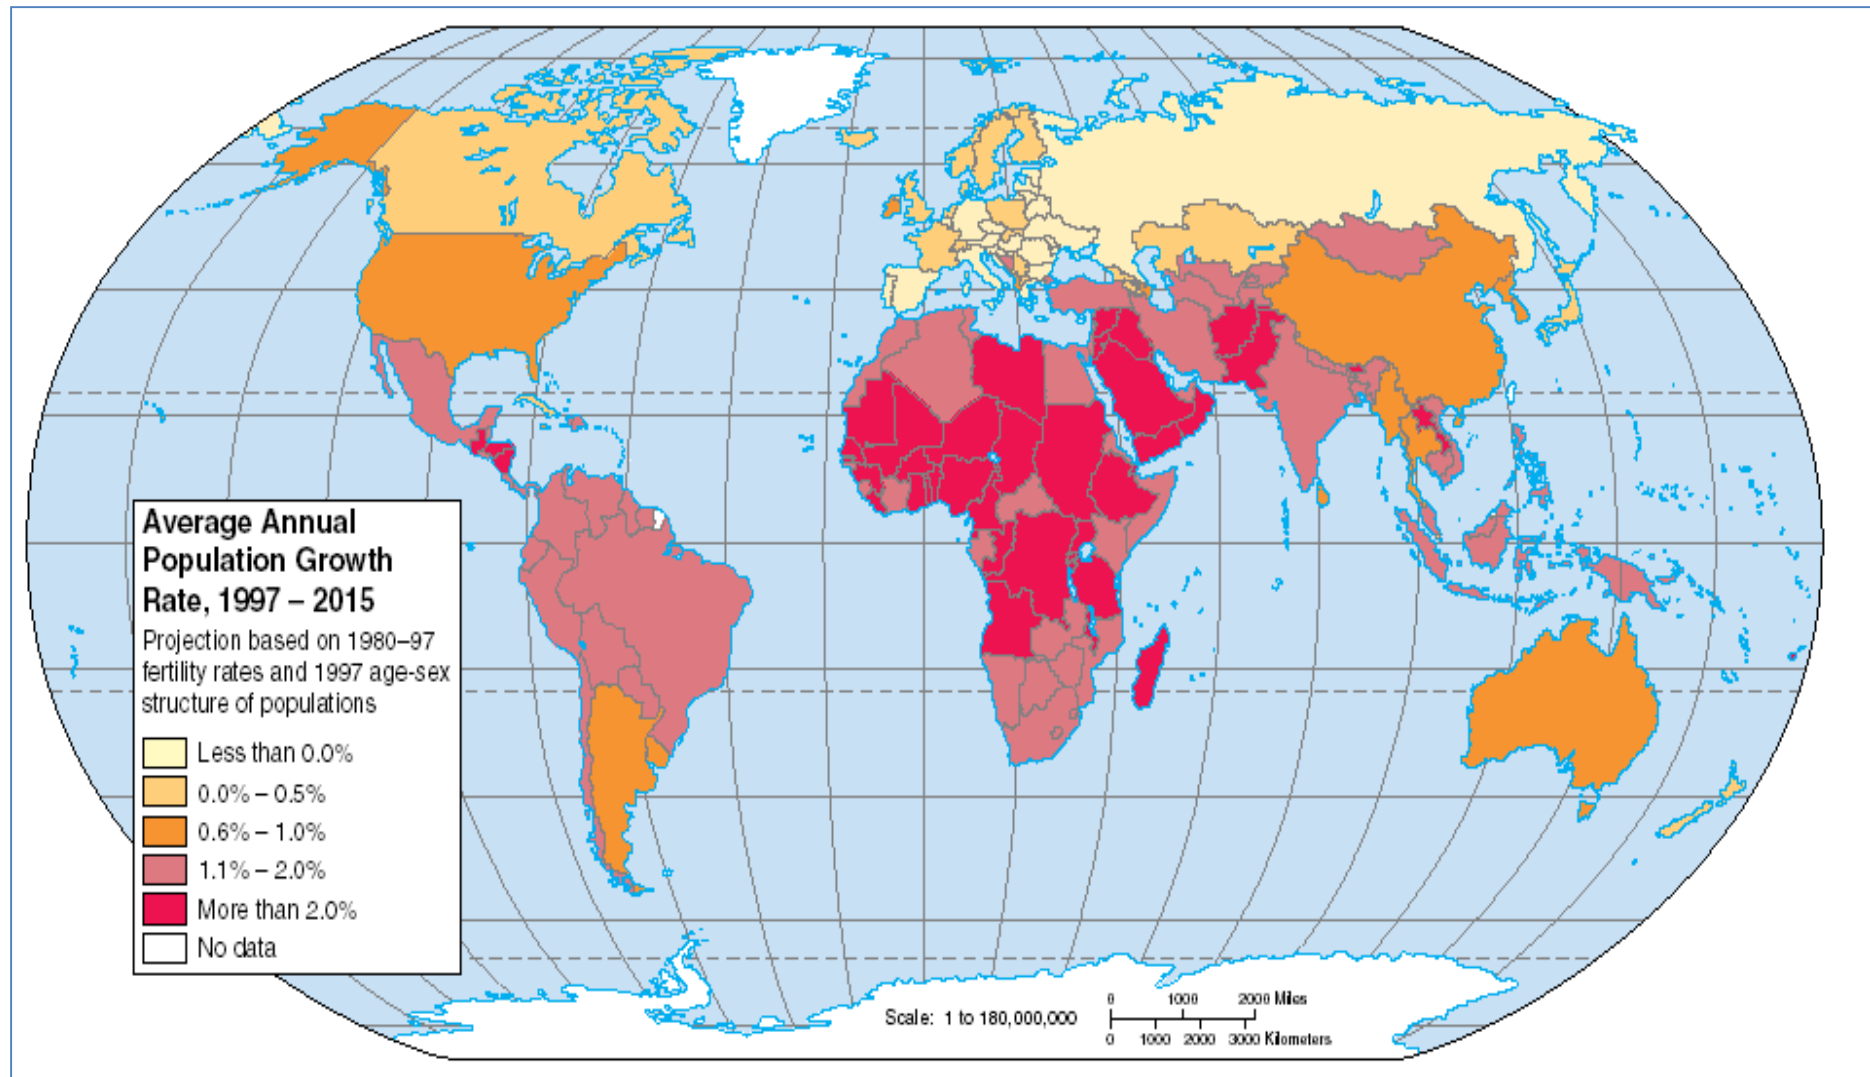 Average Annual
Population Growth
Rate, 1997 – 2015
Projection based on 1980–97
fertility rates and 1997 age-sex
structure of populations
Less than 0.0%
0.0% – 0.5%
0.6% – 1.0%
1.1% – 2.0%
More than 2.0%
No data
Scale: 1 to 180,000,000
0 1000 2000 Miles
0 1000 2000 3000 Kilometers